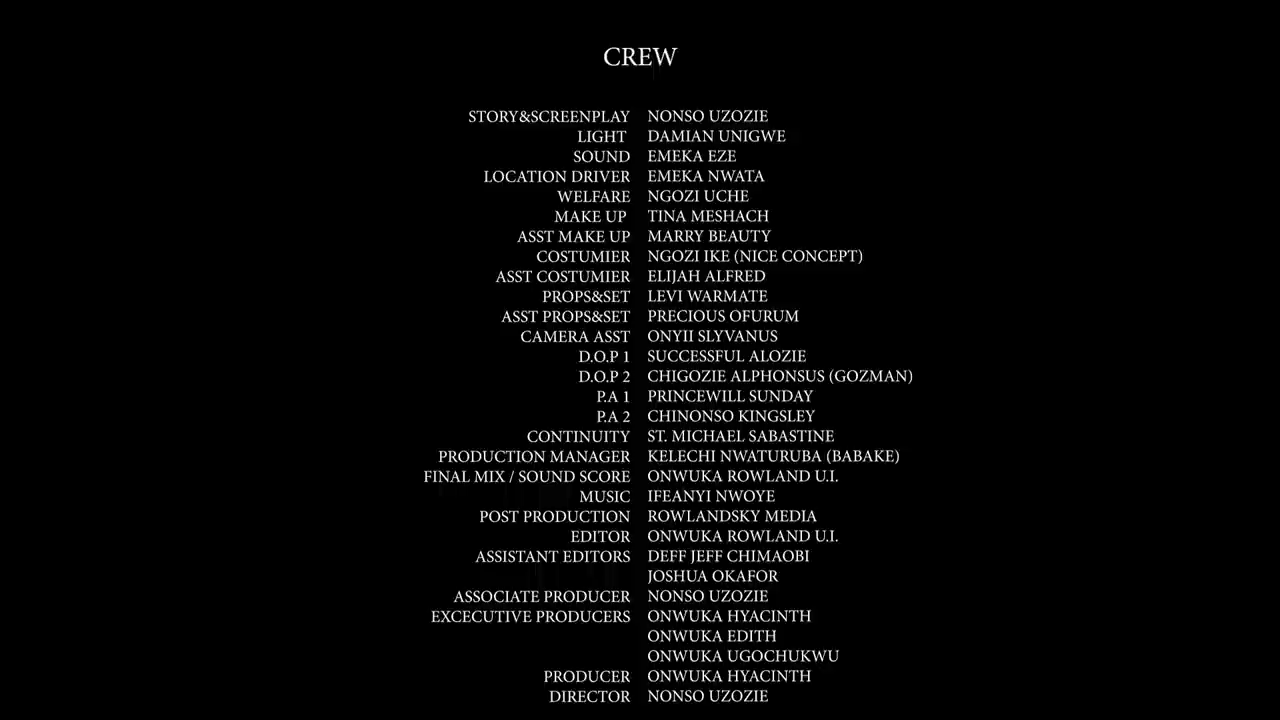 CREW
STORY&SCREENPLAY NONSO UZOZIE
LIGHT DAMIAN UNIGWE
SOUND EMEKA EZE
LOCATION DRIVER EMEKA NWATA
WELFARE NGOZI UCHE
MAKE UP TINA MESHACH
ASST MAKE UP MARRY BEAUTY
COSTUMIER NGOZI IKE (NICE CONCEPT)
ASST COSTUMIER ELIJAH ALFRED
PROPS&SET LEVI WARMATE
ASST PROPS&SET PRECIOUS OFURUM
CAMERA ASST ONYII SLYVANUS
D.O.P 1 SUCCESSFUL ALOZIE
D.O.P 2 CHIGOZIE ALPHONSUS (GOZMAN)
P.A 1 PRINCEWILL SUNDAY
P.A 2 CHINONSO KINGSLEY
CONTINUITY ST. MICHAEL SABASTINE
PRODUCTION MANAGER KELECHI NWATURUBA (BABAKE)
FINAL MIX / SOUND SCORE ONWUKA ROWLAND U.I.
MUSIC IFEANYI NWOYE
POST PRODUCTION ROWLANDSKY MEDIA
EDITOR ONWUKA ROWLAND U.I.
ASSISTANT EDITORS DEFF JEFF CHIMAOBI
JOSHUA OKAFOR
ASSOCIATE PRODUCER NONSO UZOZIE
EXCECUTIVE PRODUCERS ONWUKA HYACINTH
ONWUKA EDITH
ONWUKA UGOCHUKWU
PRODUCER ONWUKA HYACINTH
DIRECTOR NONSO UZOZIE